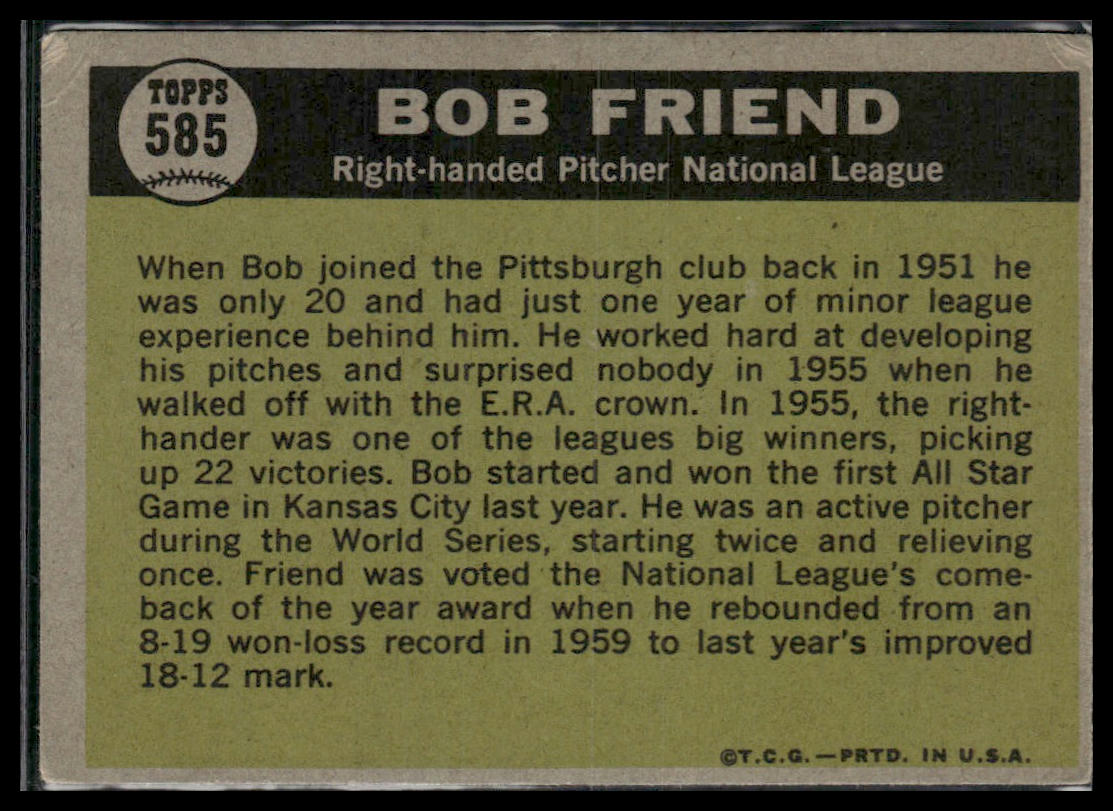 TOPPS
585
BOB FRIEND
Right-handed Pitcher National League
When Bob joined the Pittsburgh club back in 1951 he
was only 20 and had just one year of minor league
experience behind him. He worked hard at developing
his pitches and surprised nobody in 1955 when he
walked off with the E.R.A. crown. In 1955, the right-
hander was one of the leagues big winners, picking
up 22 victories. Bob started and won the first All Star
Game in Kansas City last year. He was an active pitcher
during the World Series, starting twice and relieving
once. Friend was voted the National League's come-
back of the year award when he rebounded from an
8-19 won-loss record in 1959 to last year's improved
18-12 mark.
©T.C.G.—PRTD. IN U.S.A.